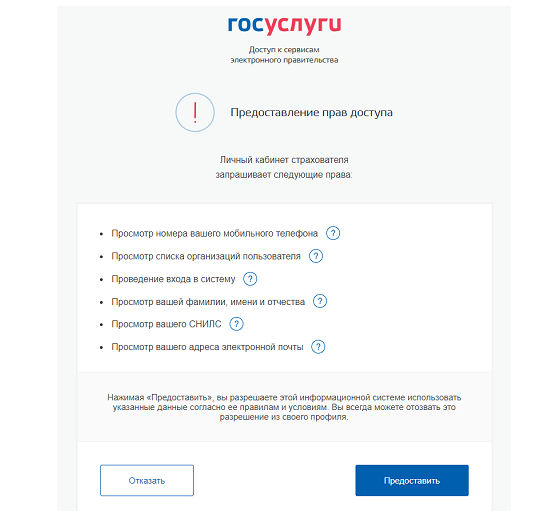 госуслуги
Доступ к сервисам
электронного правительства
! Предоставление прав доступа
Личный кабинет страхователя
запрашивает следующие права:
• Просмотр номера вашего мобильного телефона ?
• Просмотр списка организаций пользователя ?
• Проведение входа в систему ?
• Просмотр вашей фамилии, имени и отчества ?
• Просмотр вашего СНИЛС ?
• Просмотр вашего адреса электронной почты ?
Нажимая «Предоставить», вы разрешаете этой информационной системе использовать
указанные данные согласно ее правилам и условиям. Вы всегда можете отозвать это
разрешение из своего профиля.
Отказать Предоставить